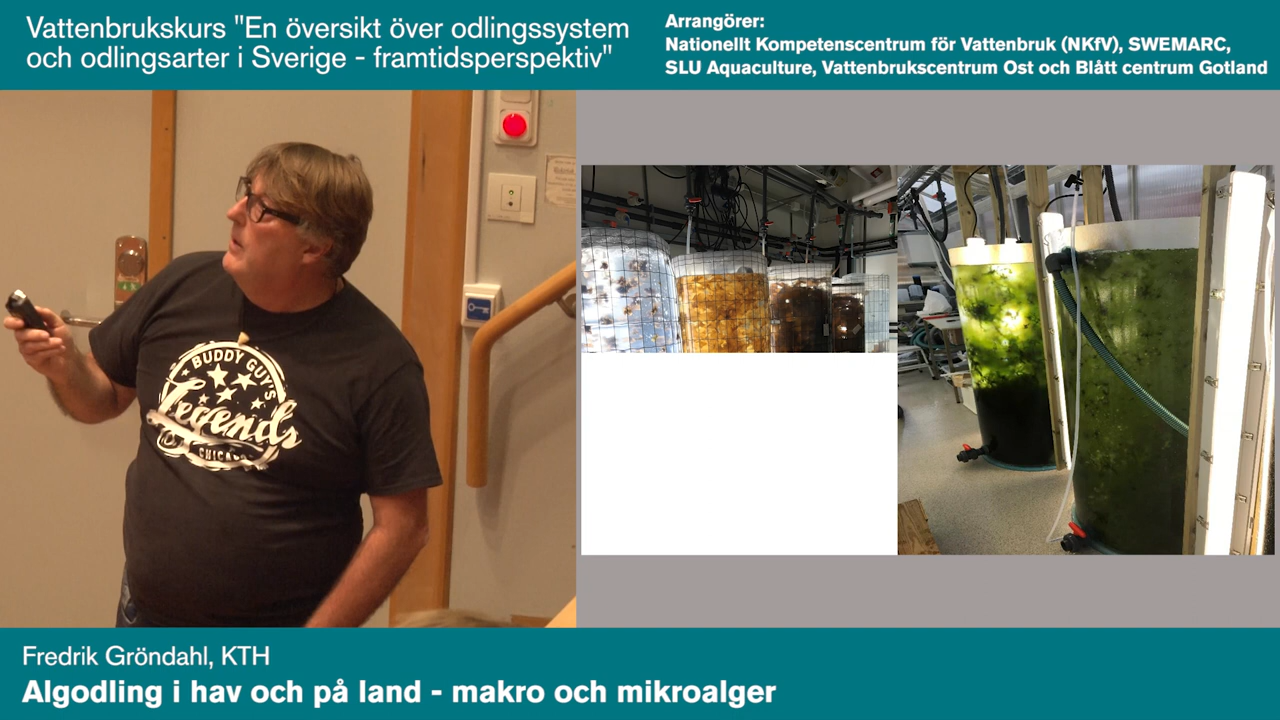 Vattenbrukskurs "En översikt över odlingssystem
och odlingsarter i Sverige - framtidsperspektiv"
Arrangörer:
Nationellt Kompetenscentrum för Vattenbruk (NKfV), SWEMARC,
SLU Aquaculture, Vattenbrukscentrum Ost och Blått centrum Gotland
BUDDY GUY'S
Legends
CHICAGO
Fredrik Gröndahl, KTH
Algodling i hav och på land - makro och mikroalger